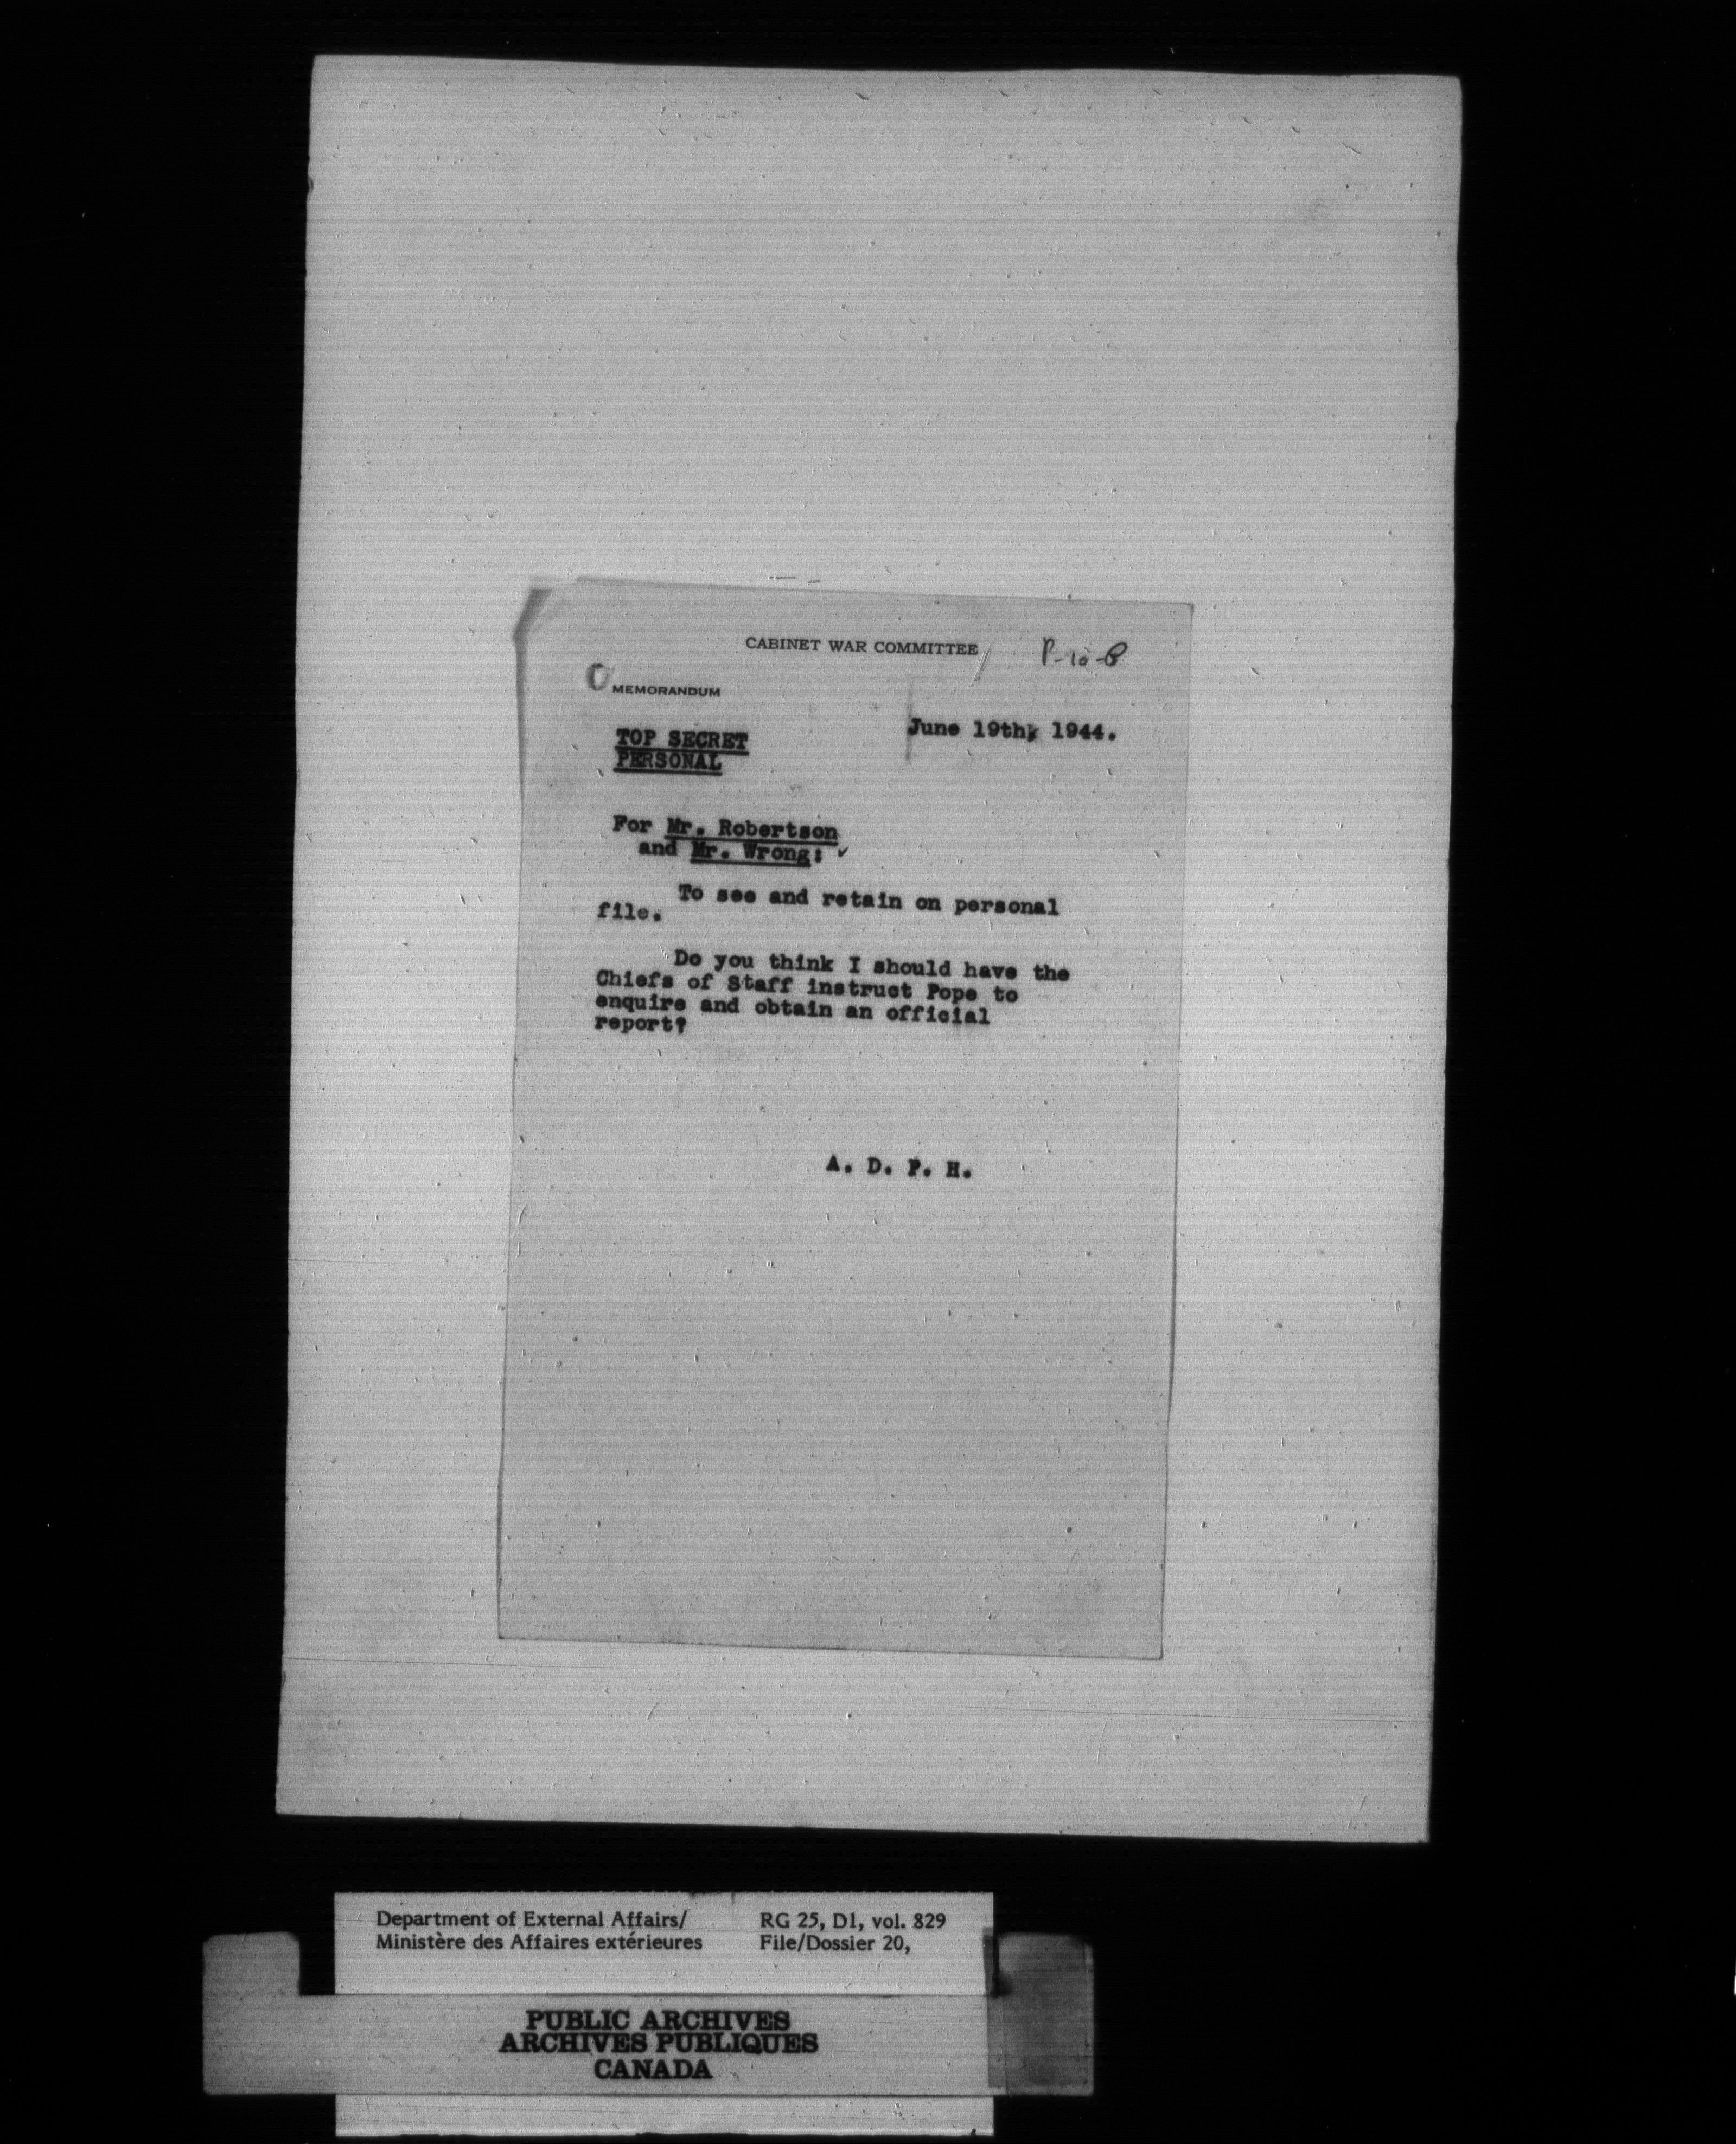 CABINET WAR COMMITTEE
P-10-B
MEMORANDUM
June 19th, 1944.
TOP SECRET
PERSONAL
For Mr. Robertson
and Mr. Wrong:
To see and retain on personal
file.
Do you think I should have the
Chiefs of Staff instruct Pope to
enquire and obtain an official
report?
A. D. P. H.
Department of External Affairs/
Ministère des Affaires extérieures
RG 25, D1, vol. 829
File/Dossier 20,
PUBLIC ARCHIVES
ARCHIVES PUBLIQUES
CANADA